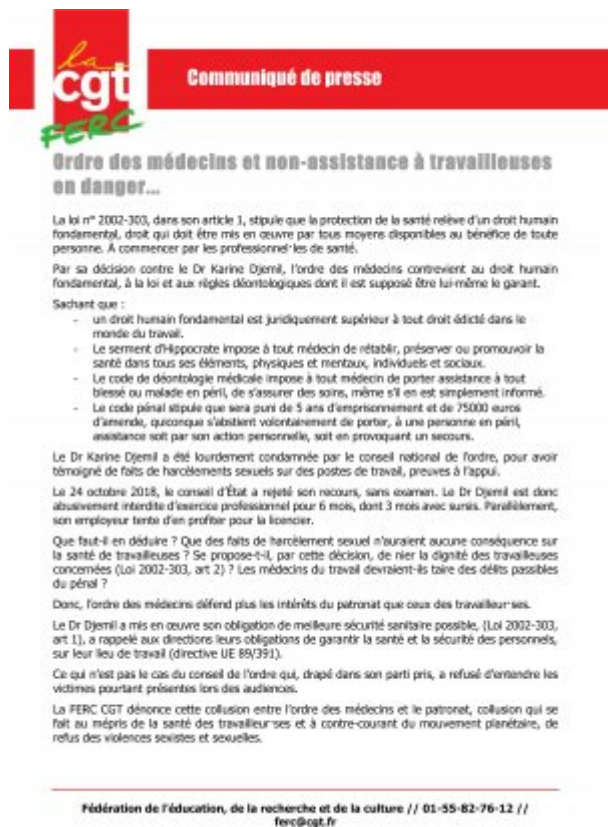 la
cgt
FERC
Communiqué de presse
Ordre des médecins et non-assistance à travailleuses
en danger...
La loi n° 2002-303, dans son article 1, stipule que la protection de la santé relève d'un droit humain
fondamental, droit qui doit être mis en œuvre par tous moyens disponibles au bénéfice de toute
personne. A commencer par les professionnel·les de santé.
Par sa décision contre le Dr Karine Djemil, l'ordre des médecins contrevient au droit humain
fondamental, à la loi et aux règles déontologiques dont il est supposé être lui-même le garant.
Sachant que :
- un droit humain fondamental est juridiquement supérieur à tout droit édicté dans le
monde du travail.
- Le serment d'Hippocrate impose à tout médecin de rétablir, préserver ou promouvoir la
santé dans tous ses éléments, physiques et mentaux, individuels et sociaux.
- Le code de déontologie médicale impose à tout médecin de porter assistance à tout
blessé ou malade en péril, de s'assurer des soins, même s'il en est simplement informé.
- Le code pénal stipule que sera puni de 5 ans d'emprisonnement et de 75000 euros
d'amende, quiconque s'abstient volontairement de porter, à une personne en péril,
assistance soit par son action personnelle, soit en provoquant un secours.
Le Dr Karine Djemil a été lourdement condamnée par le conseil national de l'ordre, pour avoir
témoigné de faits de harcèlements sexuels sur des postes de travail, preuves à l'appui.
Le 24 octobre 2018, le conseil d'État a rejeté son recours, sans examen. Le Dr Djemil est donc
abusivement interdite d'exercice professionnel pour 6 mois, dont 3 mois avec sursis. Parallèlement,
son employeur tente d'en profiter pour la licencier.
Que faut-il en déduire ? Que des faits de harcèlement sexuel n'auraient aucune conséquence sur
la santé de travailleuses ? Se propose-t-il, par cette décision, de nier la dignité des travailleuses
concernées (Loi 2002-303, art 2) ? Les médecins du travail devraient-ils taire des délits passibles
du pénal ?
Donc, l'ordre des médecins défend plus les intérêts du patronat que ceux des travailleur·ses.
Le Dr Djemil a mis en œuvre son obligation de meilleure sécurité sanitaire possible, (Loi 2002-303,
art 1), a rappelé aux directions leurs obligations de garantir la santé et la sécurité des personnels,
sur leur lieu de travail (directive UE 89/391).
Ce qui n'est pas le cas du conseil de l'ordre qui, drapé dans son parti pris, a refusé d'entendre les
victimes pourtant présentes lors des audiences.
La FERC CGT dénonce cette collusion entre l'ordre des médecins et le patronat, collusion qui se
fait au mépris de la santé des travailleur·ses et à contre-courant du mouvement planétaire, de
refus des violences sexistes et sexuelles.
Fédération de l'éducation, de la recherche et de la culture // 01-55-82-76-12 //
ferc@cgt.fr